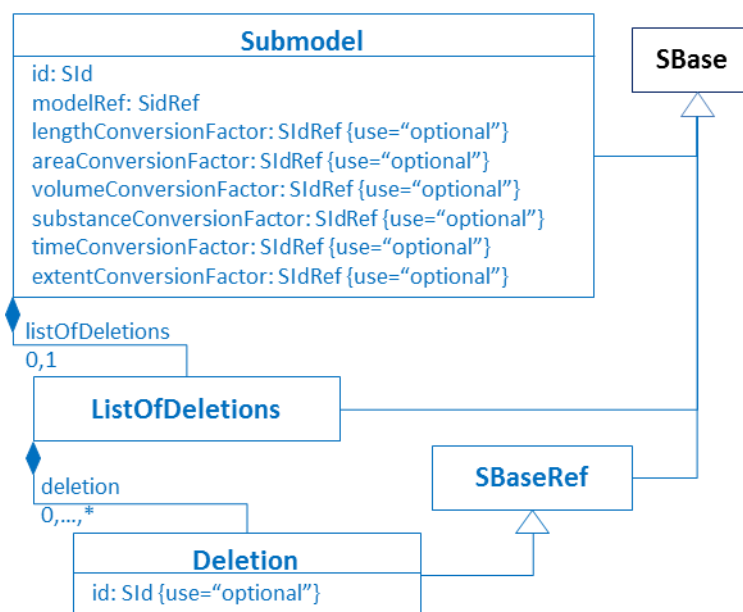 Submodel
id: SId
modelRef: SidRef
lengthConversionFactor: SIdRef {use=“optional”}
areaConversionFactor: SIdRef {use=“optional”}
volumeConversionFactor: SIdRef {use=“optional”}
substanceConversionFactor: SIdRef {use=“optional”}
timeConversionFactor: SIdRef {use=“optional”}
extentConversionFactor: SIdRef {use=“optional”}
SBase
listOfDeletions
0,1
ListOfDeletions
SBaseRef
deletion
0,…,*
Deletion
id: SId {use=“optional”}